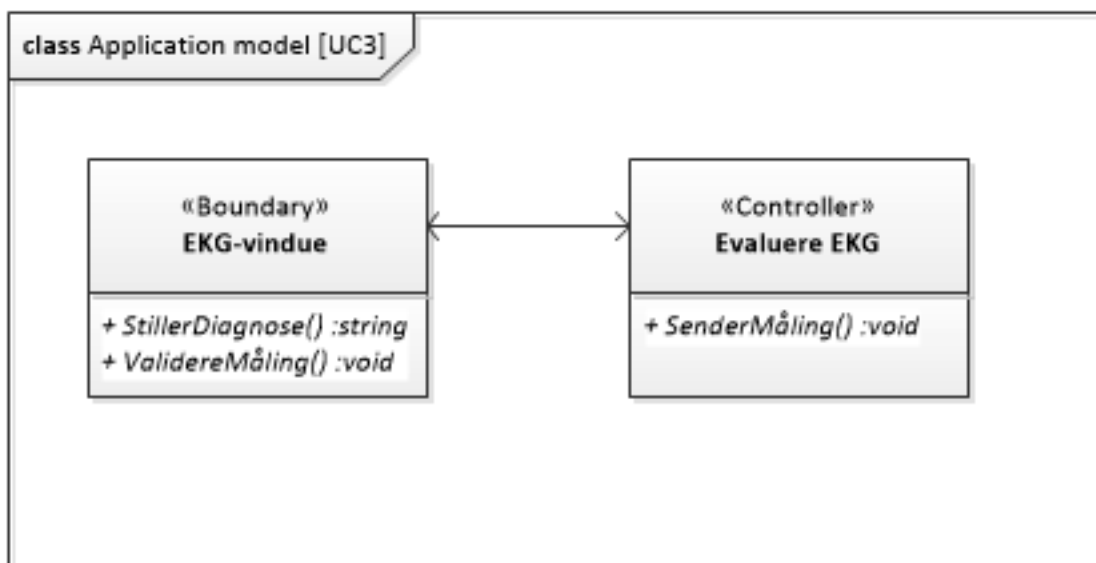 class Application model [UC3]
«Boundary»
EKG-vindue
+ StillerDiagnose() :string
+ ValidereMåling() :void
«Controller»
Evaluere EKG
+ SenderMåling() :void